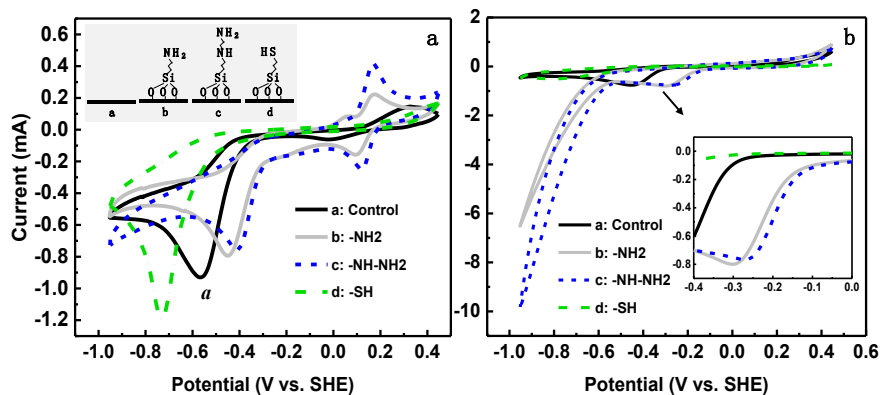 a
NH2
NH2
NH
HS
Si
Si
Si
O O O
O O O
O O O
a b c d
0.4
0.2
0.0
-0.2
-0.4
-0.6
-0.8
-1.0
-1.2
Current (mA)
a: Control
b: -NH2
c: -NH-NH2
d: -SH
a
-1.0 -0.8 -0.6 -0.4 -0.2 0.0 0.2 0.4
Potential (V vs. SHE)
b
2
0
-2
-4
-6
-8
-10
a: Control
b: -NH2
c: -NH-NH2
d: -SH
0.0
-0.2
-0.4
-0.6
-0.8
-0.4 -0.3 -0.2 -0.1 0.0
-1.0 -0.8 -0.6 -0.4 -0.2 0.0 0.2 0.4 0.6
Potential (V vs. SHE)